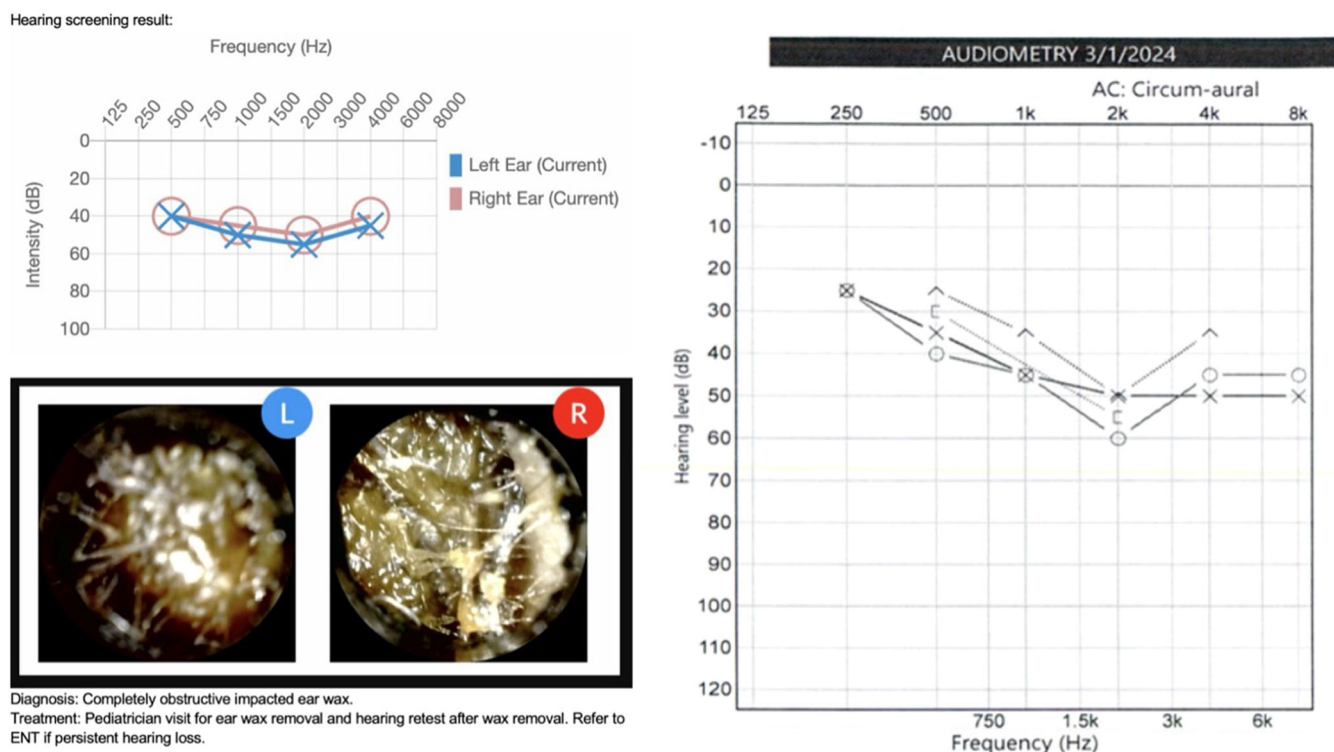 Hearing screening result:
Frequency (Hz)
125 250 500 750 1000 1500 2000 3000 4000 6000 8000
0
20
40
60
80
100
Intensity (dB)
Left Ear (Current)
Right Ear (Current)
L
R
Diagnosis: Completely obstructive impacted ear wax.
Treatment: Pediatrician visit for ear wax removal and hearing retest after wax removal. Refer to
ENT if persistent hearing loss.
AUDIOMETRY 3/1/2024
AC: Circum-aural
125 250 500 1k 2k 4k 8k
-10
0
10
20
30
40
50
60
70
80
90
100
110
120
Hearing level (dB)
750 1.5k 3k 6k
Frequency (Hz)